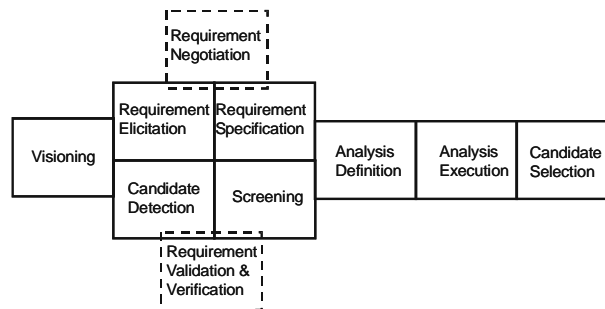 Requirement
Negotiation
Requirement
Elicitation
Requirement
Specification
Visioning
Analysis
Definition
Analysis
Execution
Candidate
Selection
Candidate
Detection
Screening
Requirement
Validation &
Verification